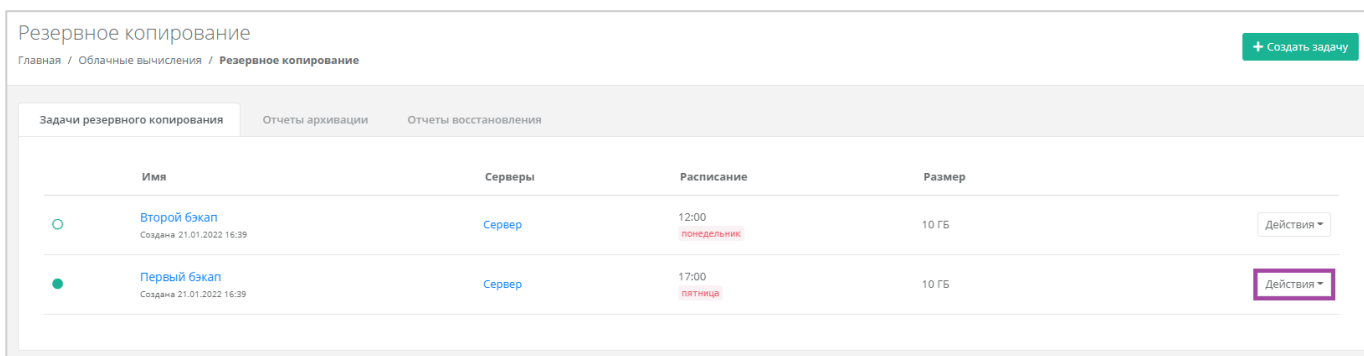 Резервное копирование
+ Создать задачу
Главная / Облачные вычисления / Резервное копирование
Задачи резервного копирования Отчеты архивации Отчеты восстановления
Имя Серверы Расписание Размер
Второй бэкап Сервер 12:00 10 ГБ Действия
Создана 21.01.2022 16:39 понедельник
Первый бэкап Сервер 17:00 10 ГБ Действия
Создана 21.01.2022 16:39 пятница